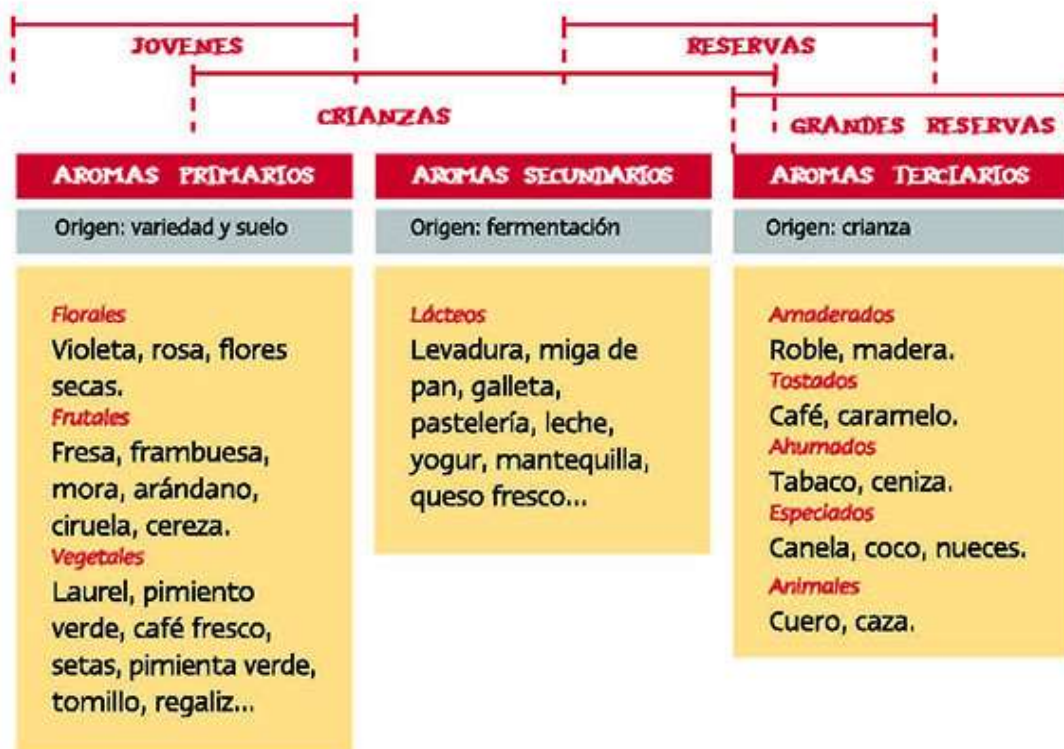 JOVENES
RESERVAS
CRIANZAS
GRANDES RESERVAS
AROMAS PRIMARIOS
Origen: variedad y suelo
Florales
Violeta, rosa, flores
secas.
Frutales
Fresa, frambuesa,
mora, arándano,
ciruela, cereza.
Vegetales
Laurel, pimiento
verde, café fresco,
setas, pimienta verde,
tomillo, regaliz...
AROMAS SECUNDARIOS
Origen: fermentación
Lácteos
Levadura, miga de
pan, galleta,
pastelería, leche,
yogur, mantequilla,
queso fresco...
AROMAS TERCIARIOS
Origen: crianza
Amaderados
Roble, madera.
Tostados
Café, caramelo.
Ahumados
Tabaco, ceniza.
Especiados
Canela, coco, nueces.
Animales
Cuero, caza.